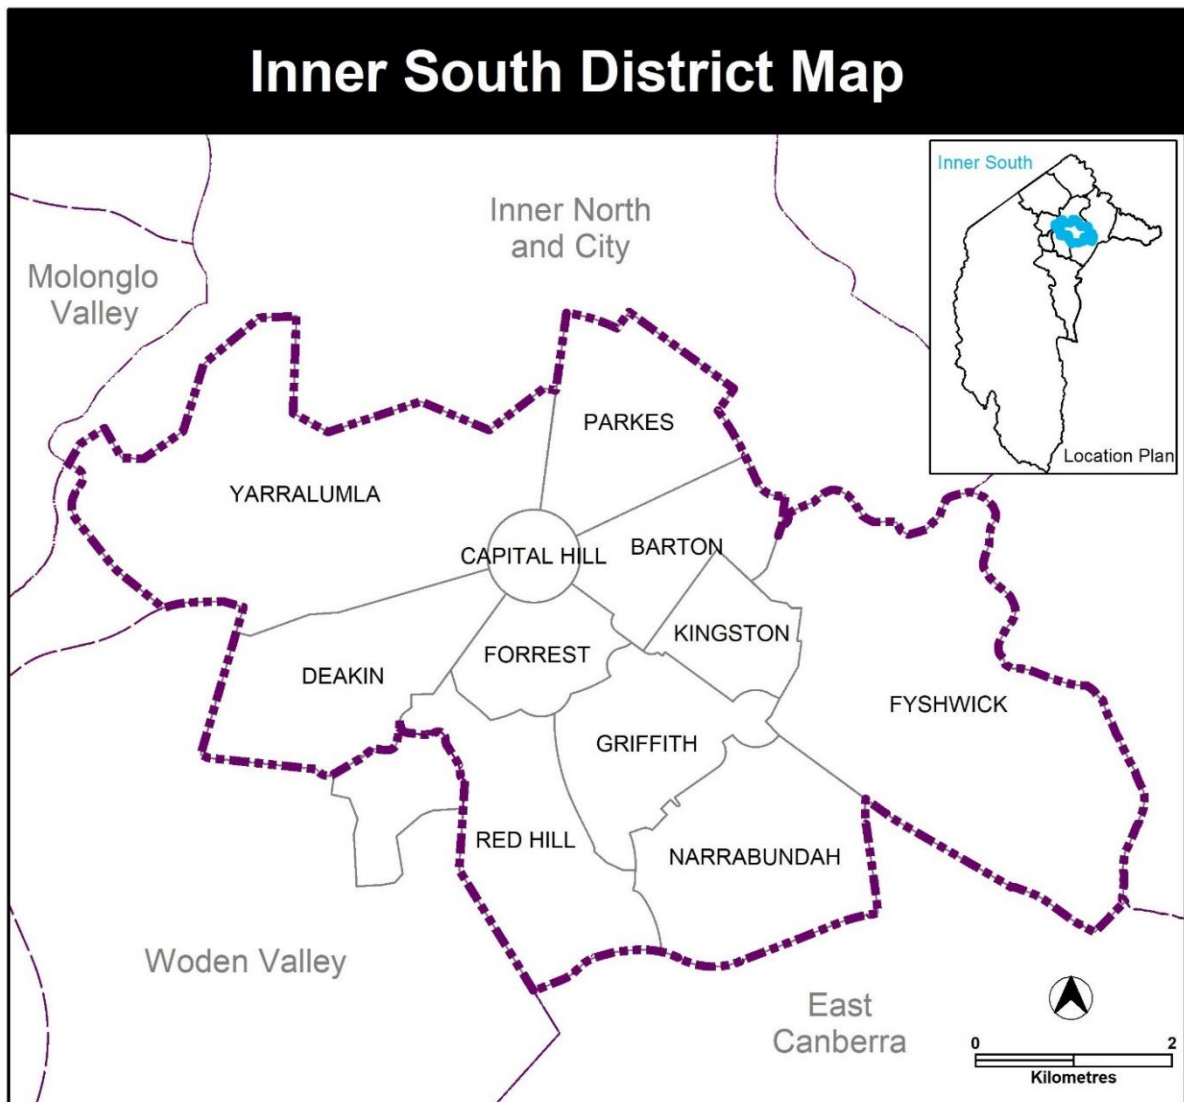 Inner South District Map
Inner South
Location Plan
Inner North
and City
Molonglo
Valley
PARKES
YARRALUMLA
CAPITAL HILL
BARTON
KINGSTON
FORREST
DEAKIN
FYSHWICK
GRIFFITH
RED HILL
NARRABUNDAH
Woden Valley
East
Canberra
0 2
Kilometres